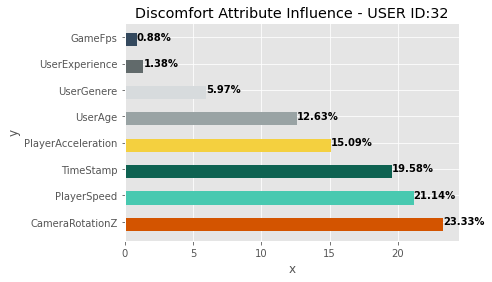 Discomfort Attribute Influence - USER ID:32
GameFps 0.88%
UserExperience 1.38%
UserGenere 5.97%
UserAge 12.63%
PlayerAcceleration 15.09%
TimeStamp 19.58%
PlayerSpeed 21.14%
CameraRotationZ 23.33%
y
0 5 10 15 20
x